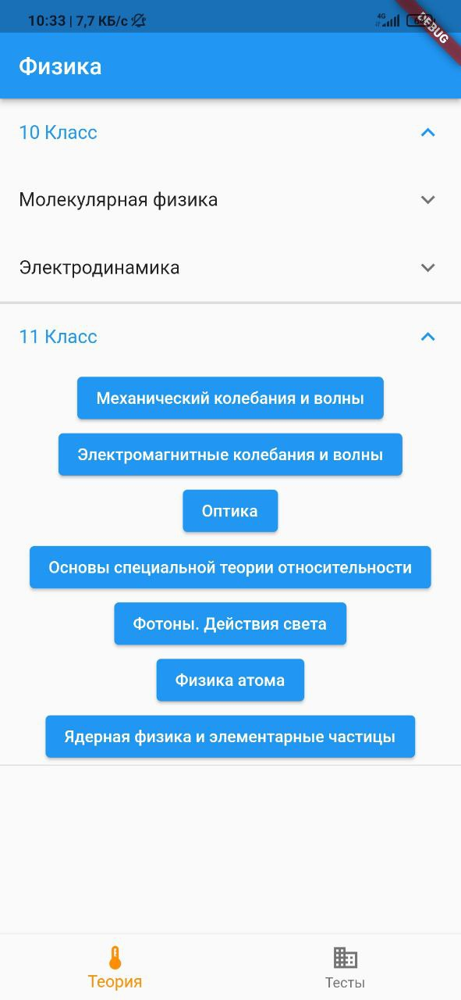 10:33 | 7,7 КБ/с
4G
DEBUG
Физика
10 Класс
Молекулярная физика
Электродинамика
11 Класс
Механический колебания и волны
Электромагнитные колебания и волны
Оптика
Основы специальной теории относительности
Фотоны. Действия света
Физика атома
Ядерная физика и элементарные частицы
Теория
Тесты